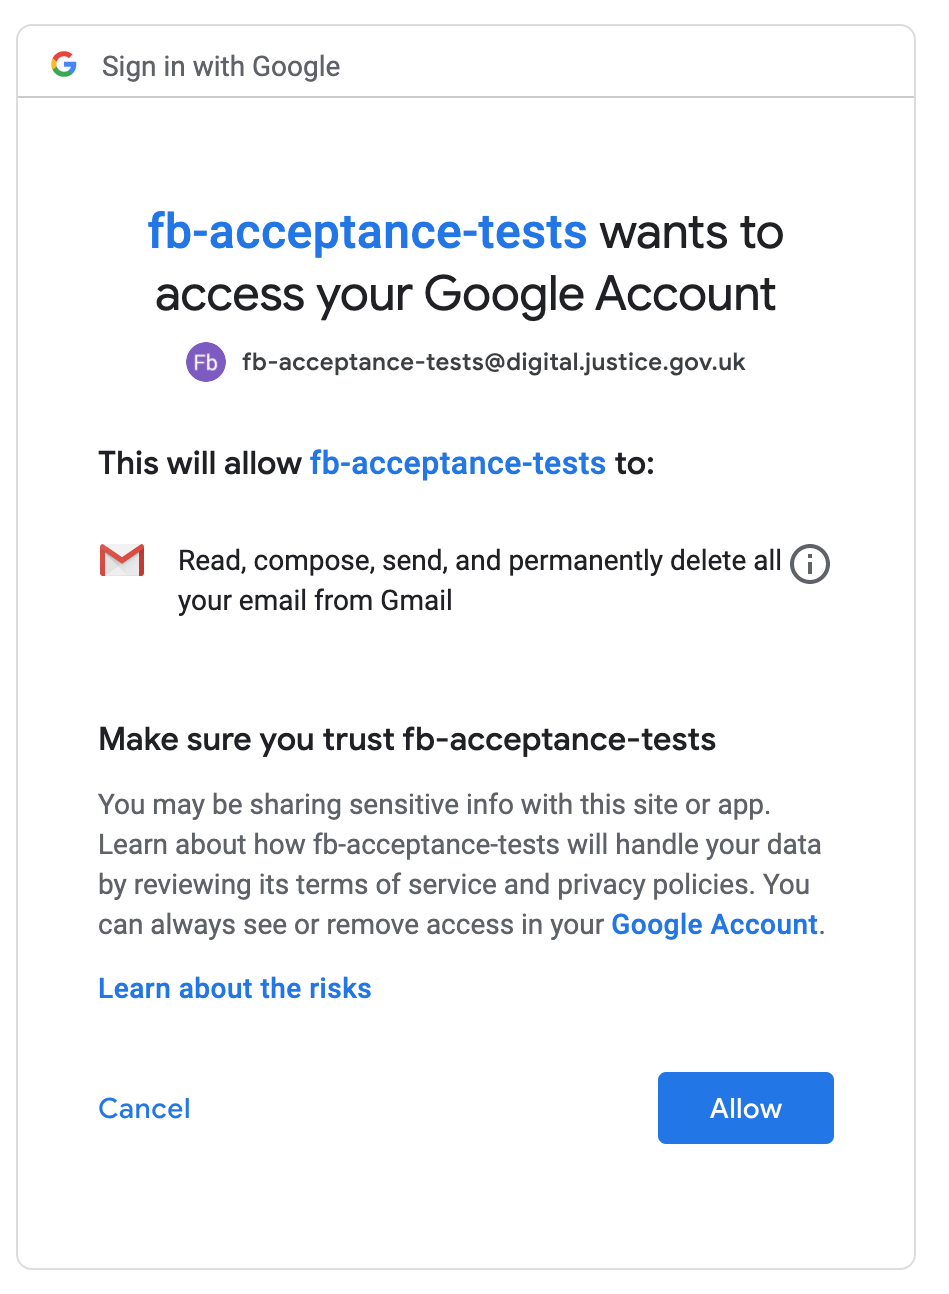 Sign in with Google
fb-acceptance-tests wants to
access your Google Account
Fb fb-acceptance-tests@digital.justice.gov.uk
This will allow fb-acceptance-tests to:
Read, compose, send, and permanently delete all
your email from Gmail
Make sure you trust fb-acceptance-tests
You may be sharing sensitive info with this site or app.
Learn about how fb-acceptance-tests will handle your data
by reviewing its terms of service and privacy policies. You
can always see or remove access in your Google Account.
Learn about the risks
Cancel
Allow